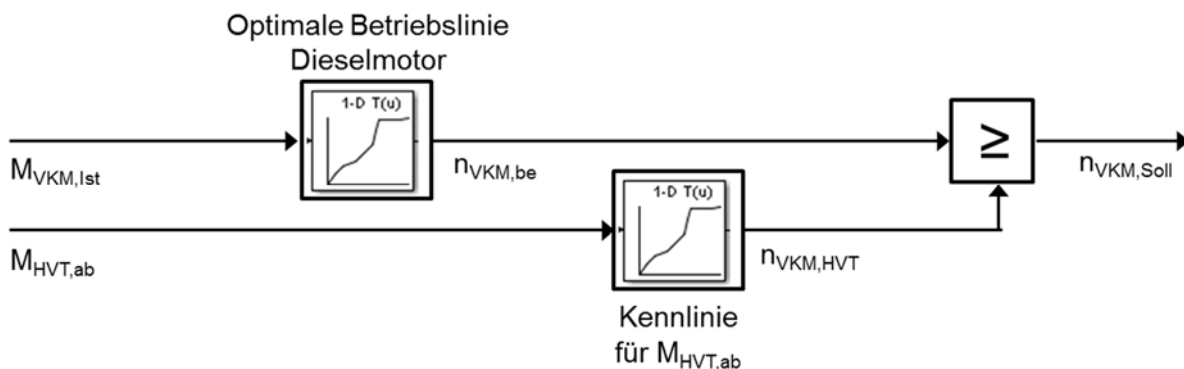 Optimale Betriebslinie
Dieselmotor
1-D T(u)
M_VKM,Ist
n_VKM,be
≥
n_VKM,Soll
1-D T(u)
M_HVT,ab
n_VKM,HVT
Kennlinie
für M_HVT,ab